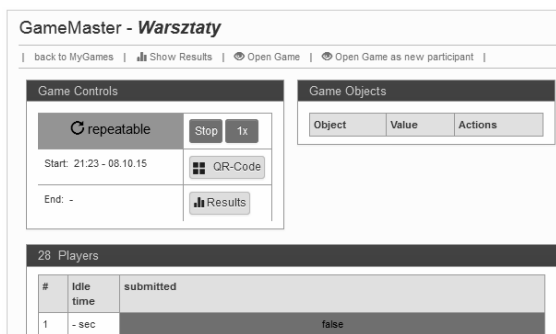 GameMaster - Warsztaty
| back to MyGames | Show Results | Open Game | Open Game as new participant |
Game Controls
repeatable Stop 1x
Start: 21:23 - 08.10.15 QR-Code
End: - Results
Game Objects
Object Value Actions
28 Players
# Idle time submitted
1 - sec false